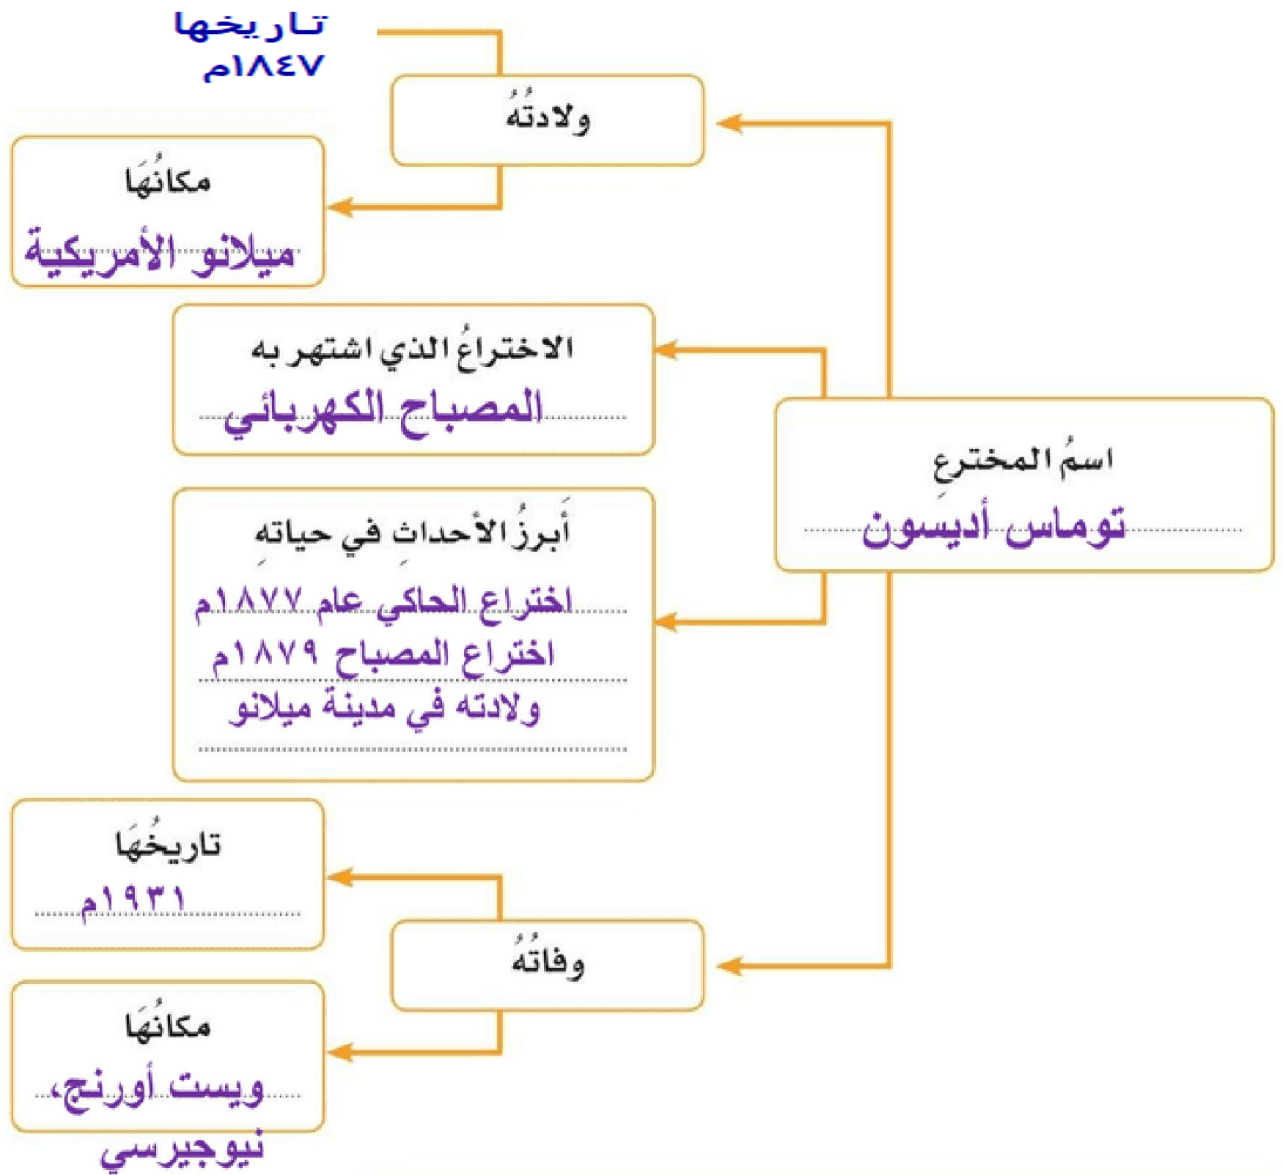 تاريخها
١٨٤٧م
ولادتُهُ
مكانُهَا
ميلانو الأمريكية
الاختراعُ الذي اشتهر به
المصباح الكهربائي
اسمُ المخترعِ
توماس أديسون
أَبرزُ الأحداثِ في حياتهِ
اختراع الحاكي عام ١٨٧٧م
اختراع المصباح ١٨٧٩م
ولادته في مدينة ميلانو
تاريخُهَا
١٩٣١م
وفاتُهُ
مكانُهَا
ويست أورنج،
نيوجيرسي